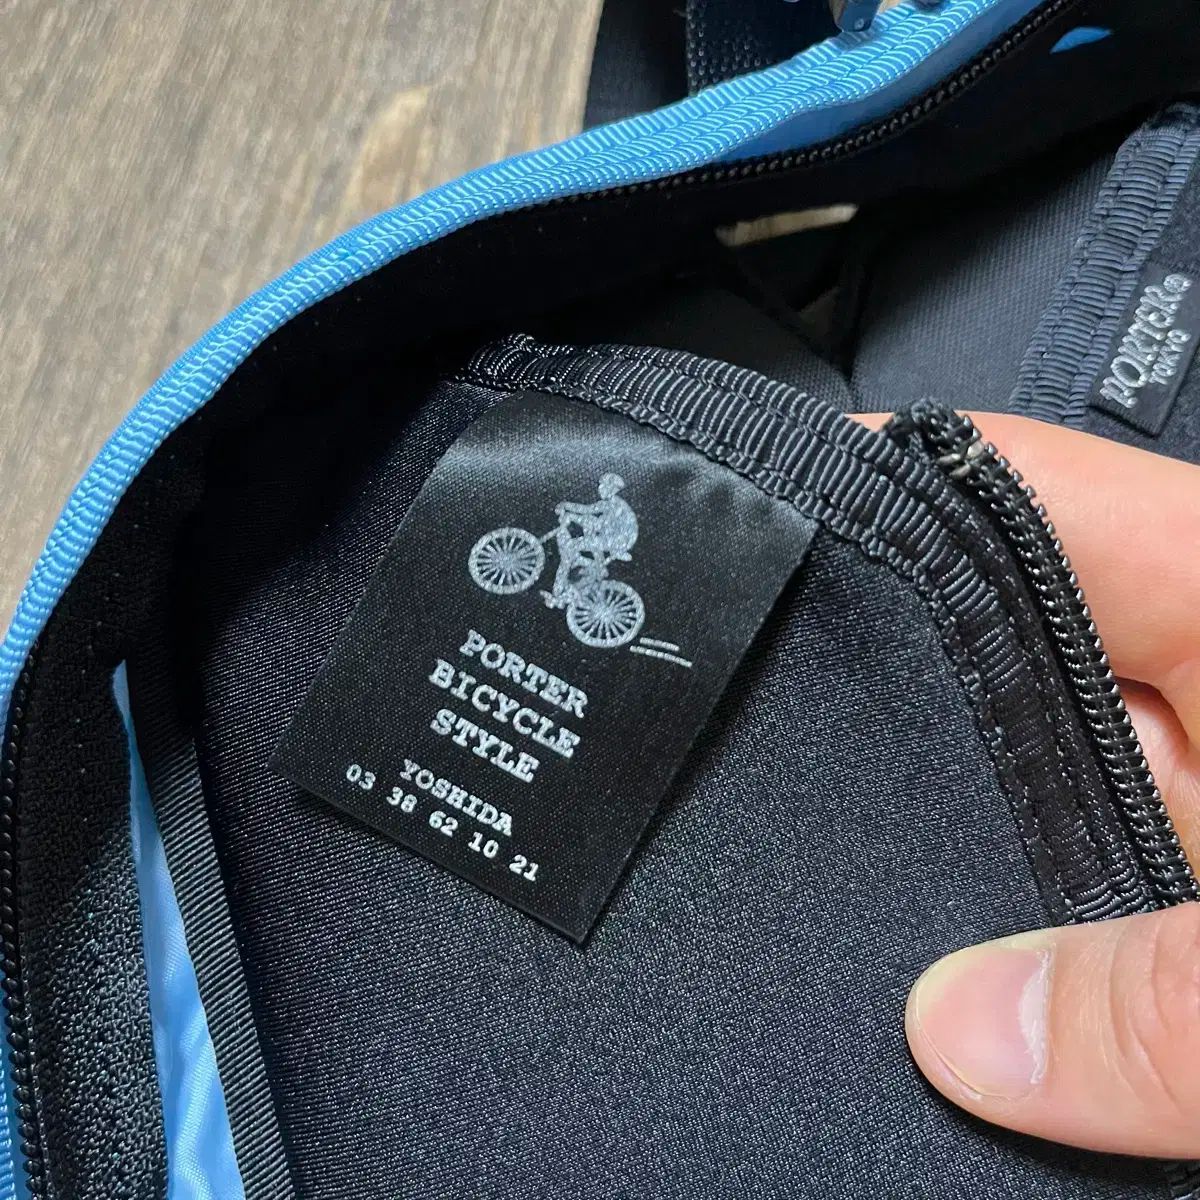 PORTER
TOKYO
PORTER
BICYCLE
STYLE
YOSHIDA
03 38 62 10 21